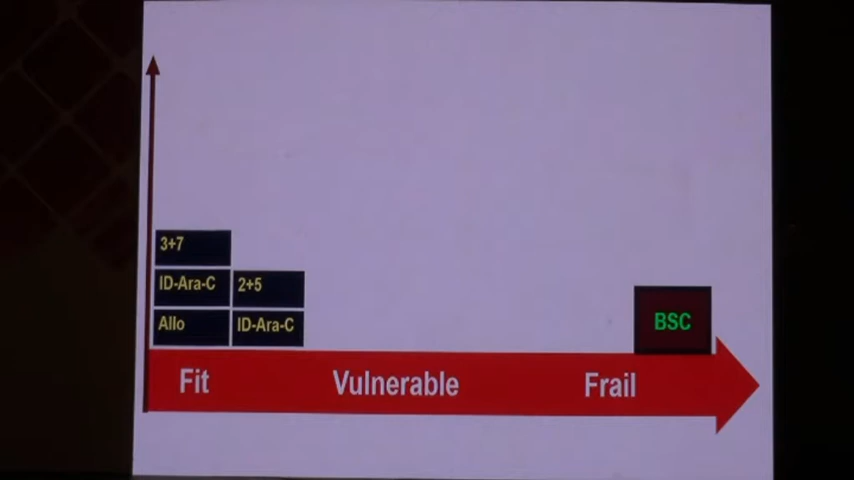 3+7
ID-Ara-C
2+5
Allo
ID-Ara-C
BSC
Fit
Vulnerable
Frail